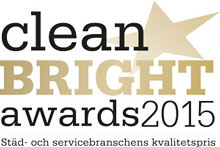 clean
BRIGHT
awards2015
Städ- och servicebranschens kvalitetspris